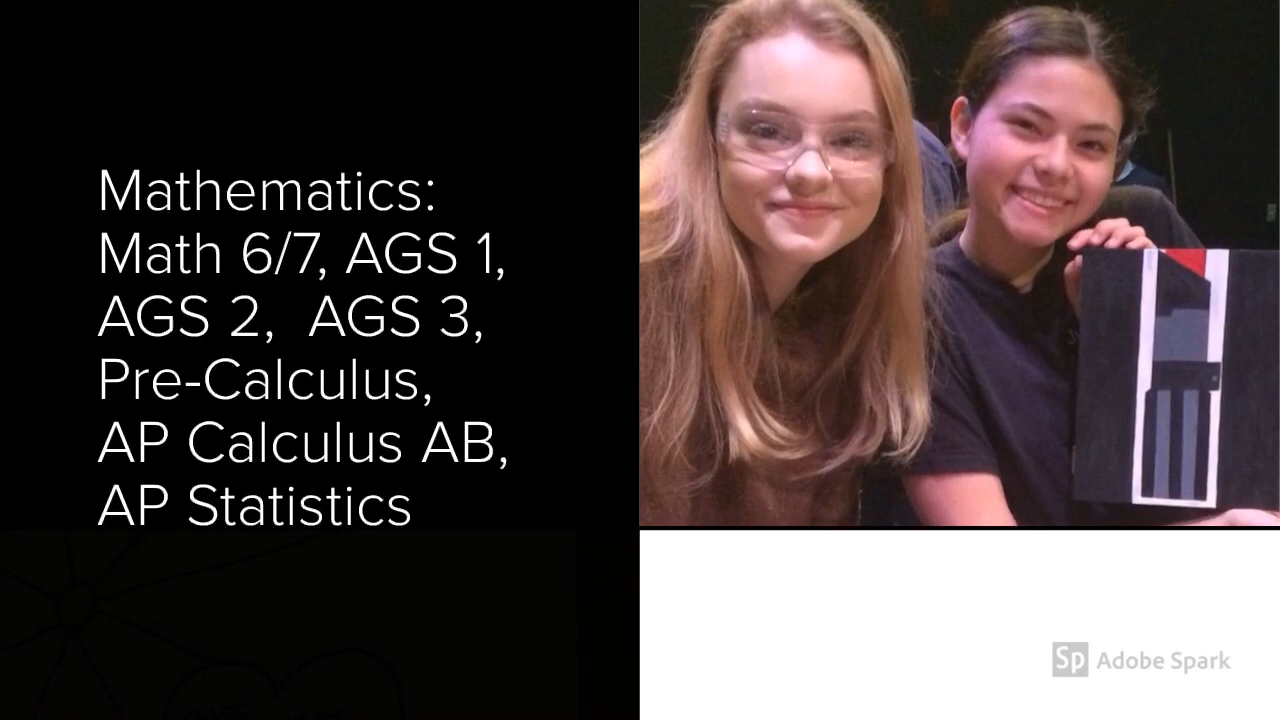 Mathematics:
Math 6/7, AGS 1,
AGS 2,  AGS 3,
Pre-Calculus,
AP Calculus AB,
AP Statistics
Sp Adobe Spark